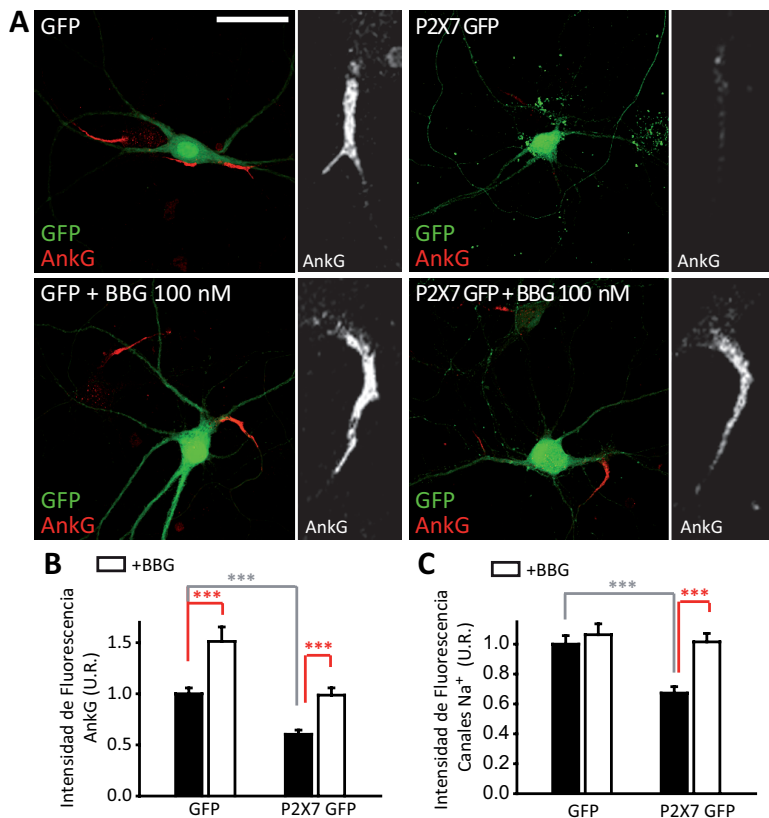 A
GFP
P2X7 GFP
GFP
AnkG
AnkG
GFP
AnkG
AnkG
GFP + BBG 100 nM
P2X7 GFP + BBG 100 nM
GFP
AnkG
AnkG
GFP
AnkG
AnkG
B
+BBG
***
***
***
Intensidad de Fluorescencia
AnkG (U.R.)
1.5
1.0
0.5
0.0
GFP
P2X7 GFP
C
+BBG
***
***
Intensidad de Fluorescencia
Canales Na⁺ (U.R.)
1.0
0.8
0.6
0.4
0.2
0.0
GFP
P2X7 GFP